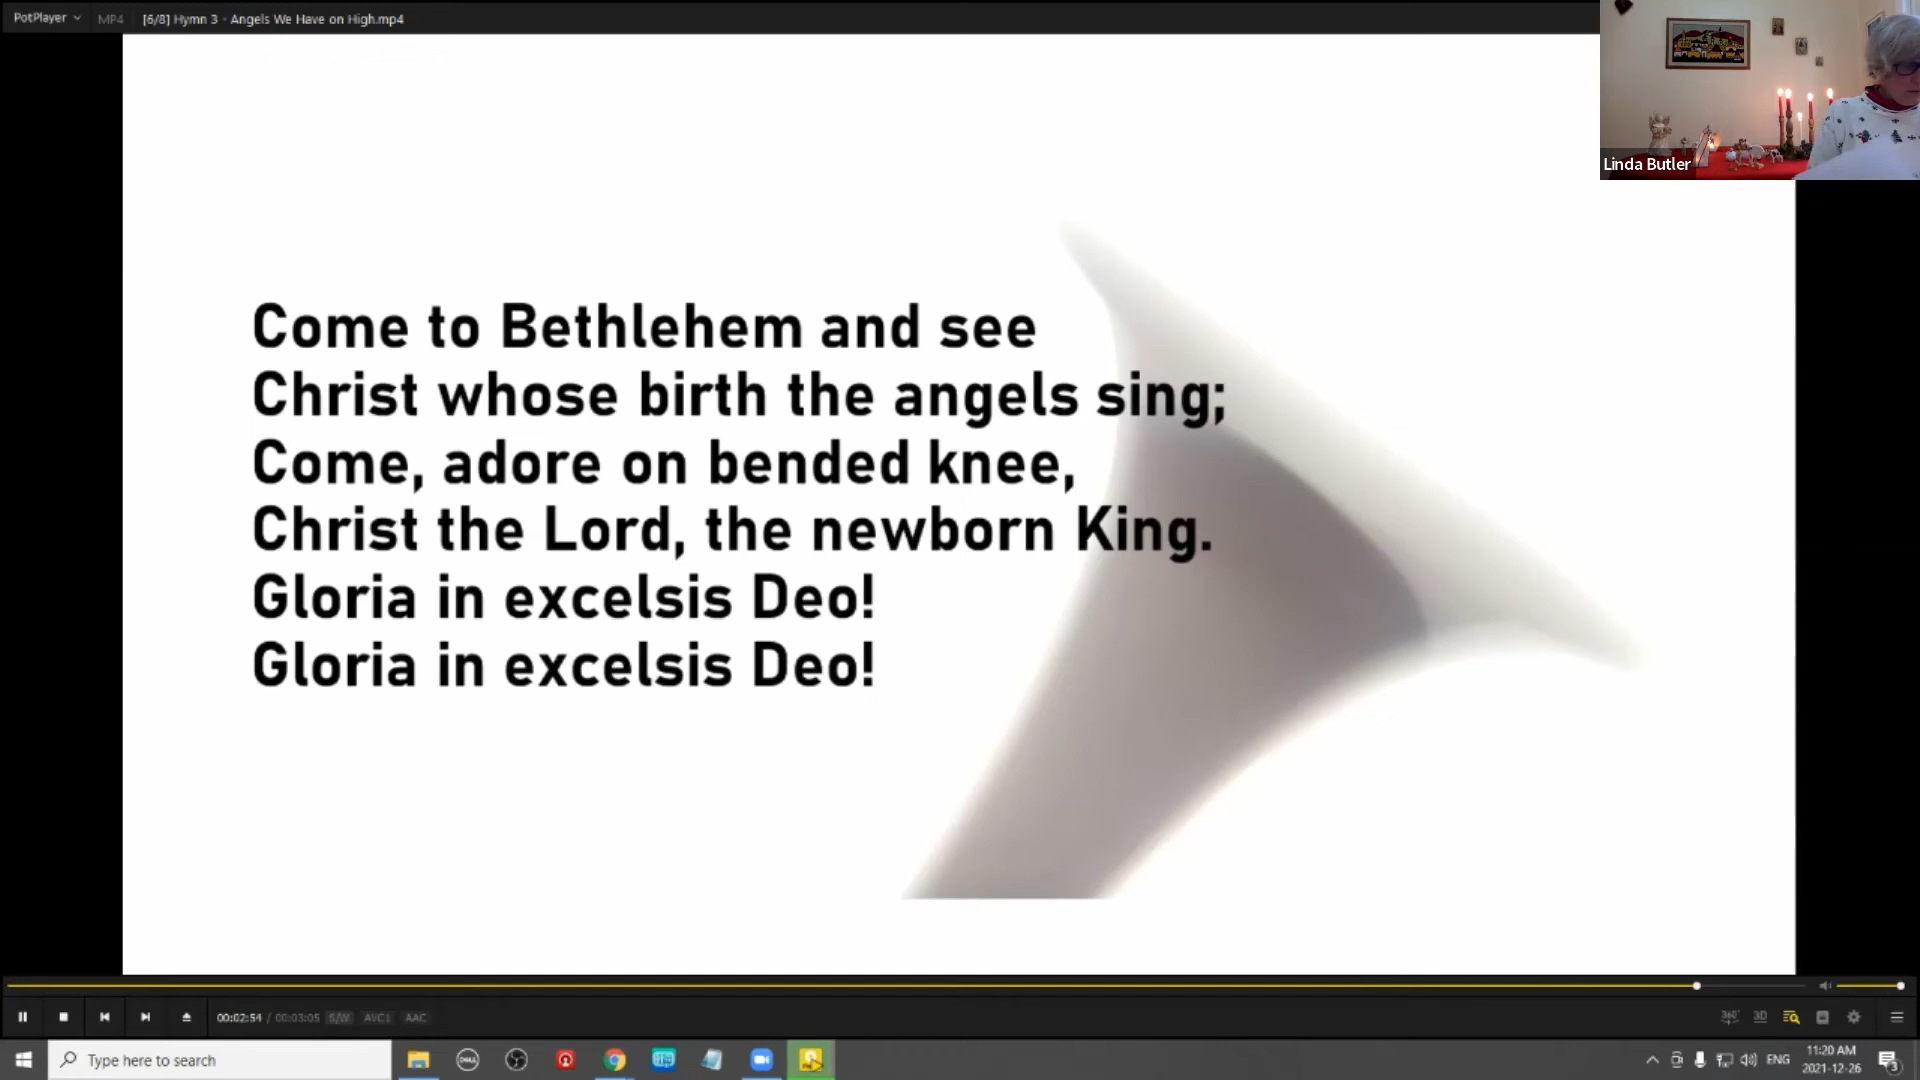 PotPlayer MP4 [6/8] Hymn 3 - Angels We Have on High.mp4
Linda Butler
Come to Bethlehem and see
Christ whose birth the angels sing;
Come, adore on bended knee,
Christ the Lord, the newborn King.
Gloria in excelsis Deo!
Gloria in excelsis Deo!
00:02:54 / 00:03:05 S/W AVC1 AAC
360° 3D
Type here to search
DELL
ENG
11:20 AM
2021-12-26
3